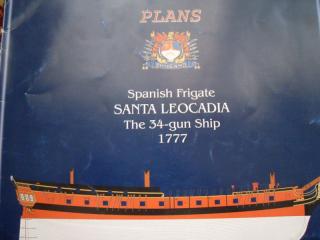 PLANS
Spanish Frigate
SANTA LEOCADIA
The 34-gun Ship
1777